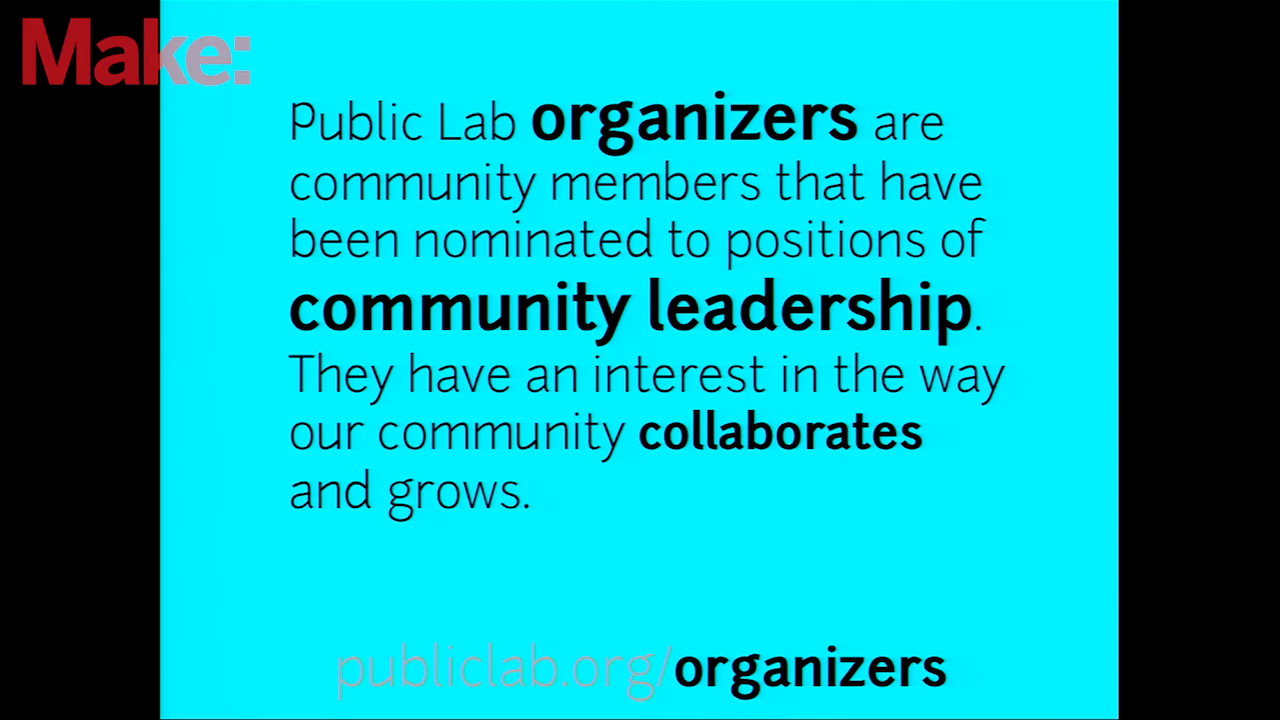 Make:
Public Lab organizers are
community members that have
been nominated to positions of
community leadership.
They have an interest in the way
our community collaborates
and grows.
publiclab.org/organizers